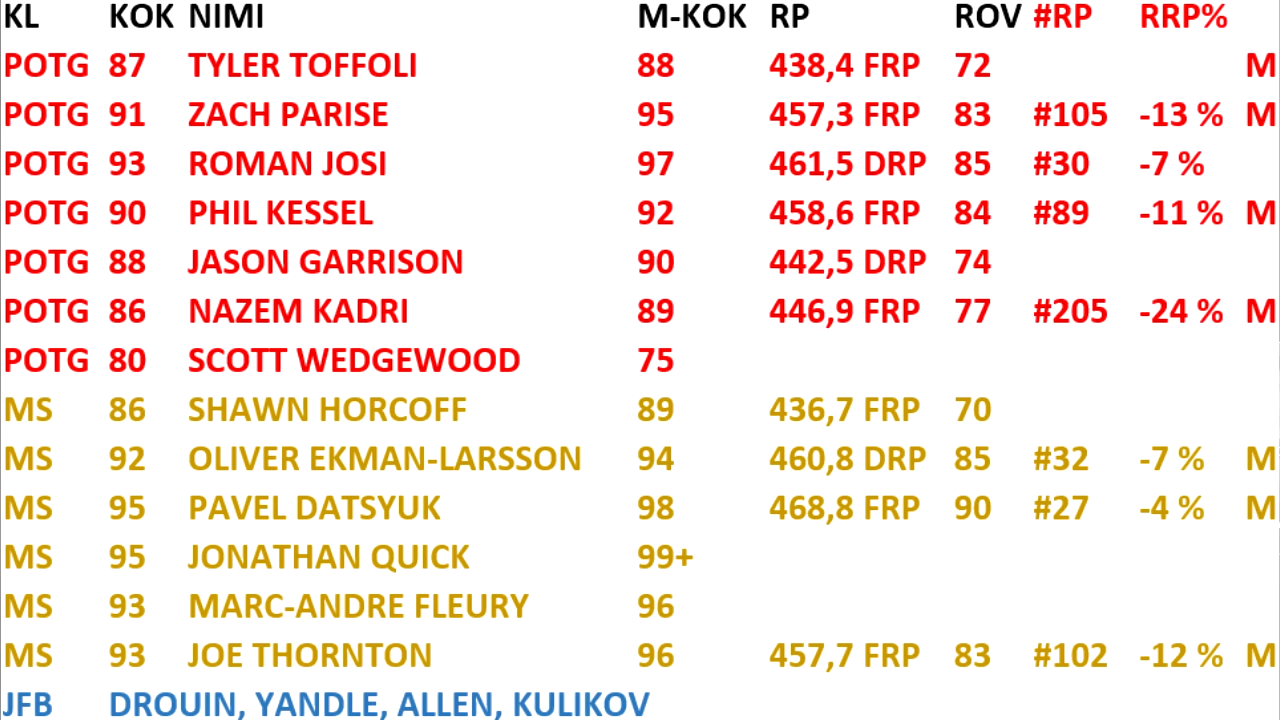 KL KOK NIMI M-KOK RP ROV #RP RRP%
POTG 87 TYLER TOFFOLI 88 438,4 FRP 72 M
POTG 91 ZACH PARISE 95 457,3 FRP 83 #105 -13 % M
POTG 93 ROMAN JOSI 97 461,5 DRP 85 #30 -7 %
POTG 90 PHIL KESSEL 92 458,6 FRP 84 #89 -11 % M
POTG 88 JASON GARRISON 90 442,5 DRP 74
POTG 86 NAZEM KADRI 89 446,9 FRP 77 #205 -24 % M
POTG 80 SCOTT WEDGEWOOD 75
MS 86 SHAWN HORCOFF 89 436,7 FRP 70
MS 92 OLIVER EKMAN-LARSSON 94 460,8 DRP 85 #32 -7 % M
MS 95 PAVEL DATSYUK 98 468,8 FRP 90 #27 -4 % M
MS 95 JONATHAN QUICK 99+
MS 93 MARC-ANDRE FLEURY 96
MS 93 JOE THORNTON 96 457,7 FRP 83 #102 -12 % M
JFB DROUIN, YANDLE, ALLEN, KULIKOV